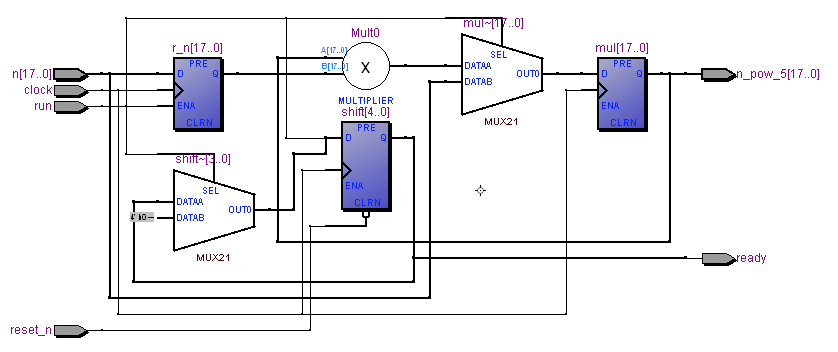 mul~[17..0]
Mult0
r_n[17..0]
mul[17..0]
SEL
A[17..0]
B[17..0]
PRE
D
Q
ENA
CLRN
X
MULTIPLIER
DATAA
DATAB
OUT0
MUX21
PRE
D
Q
ENA
CLRN
n[17..0]
clock
run
n_pow_5[17..0]
shift[4..0]
PRE
D
Q
ENA
CLRN
shift~[3..0]
SEL
DATAA
DATAB
OUT0
MUX21
ready
reset_n